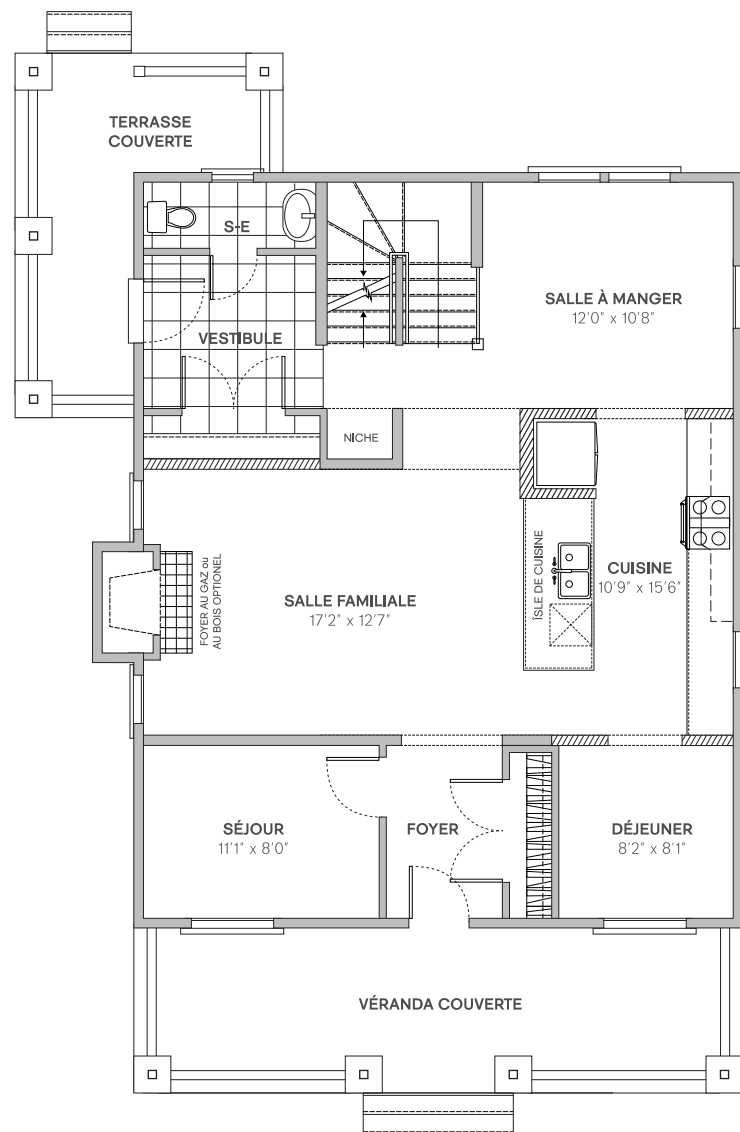 TERRASSE
COUVERTE
S-E
VESTIBULE
SALLE À MANGER
12'0" x 10'8"
NICHE
FOYER AU GAZ ou
AU BOIS OPTIONEL
SALLE FAMILIALE
17'2" x 12'7"
ÎSLE DE CUISINE
CUISINE
10'9" x 15'6"
SÉJOUR
11'1" x 8'0"
FOYER
DÉJEUNER
8'2" x 8'1"
VÉRANDA COUVERTE